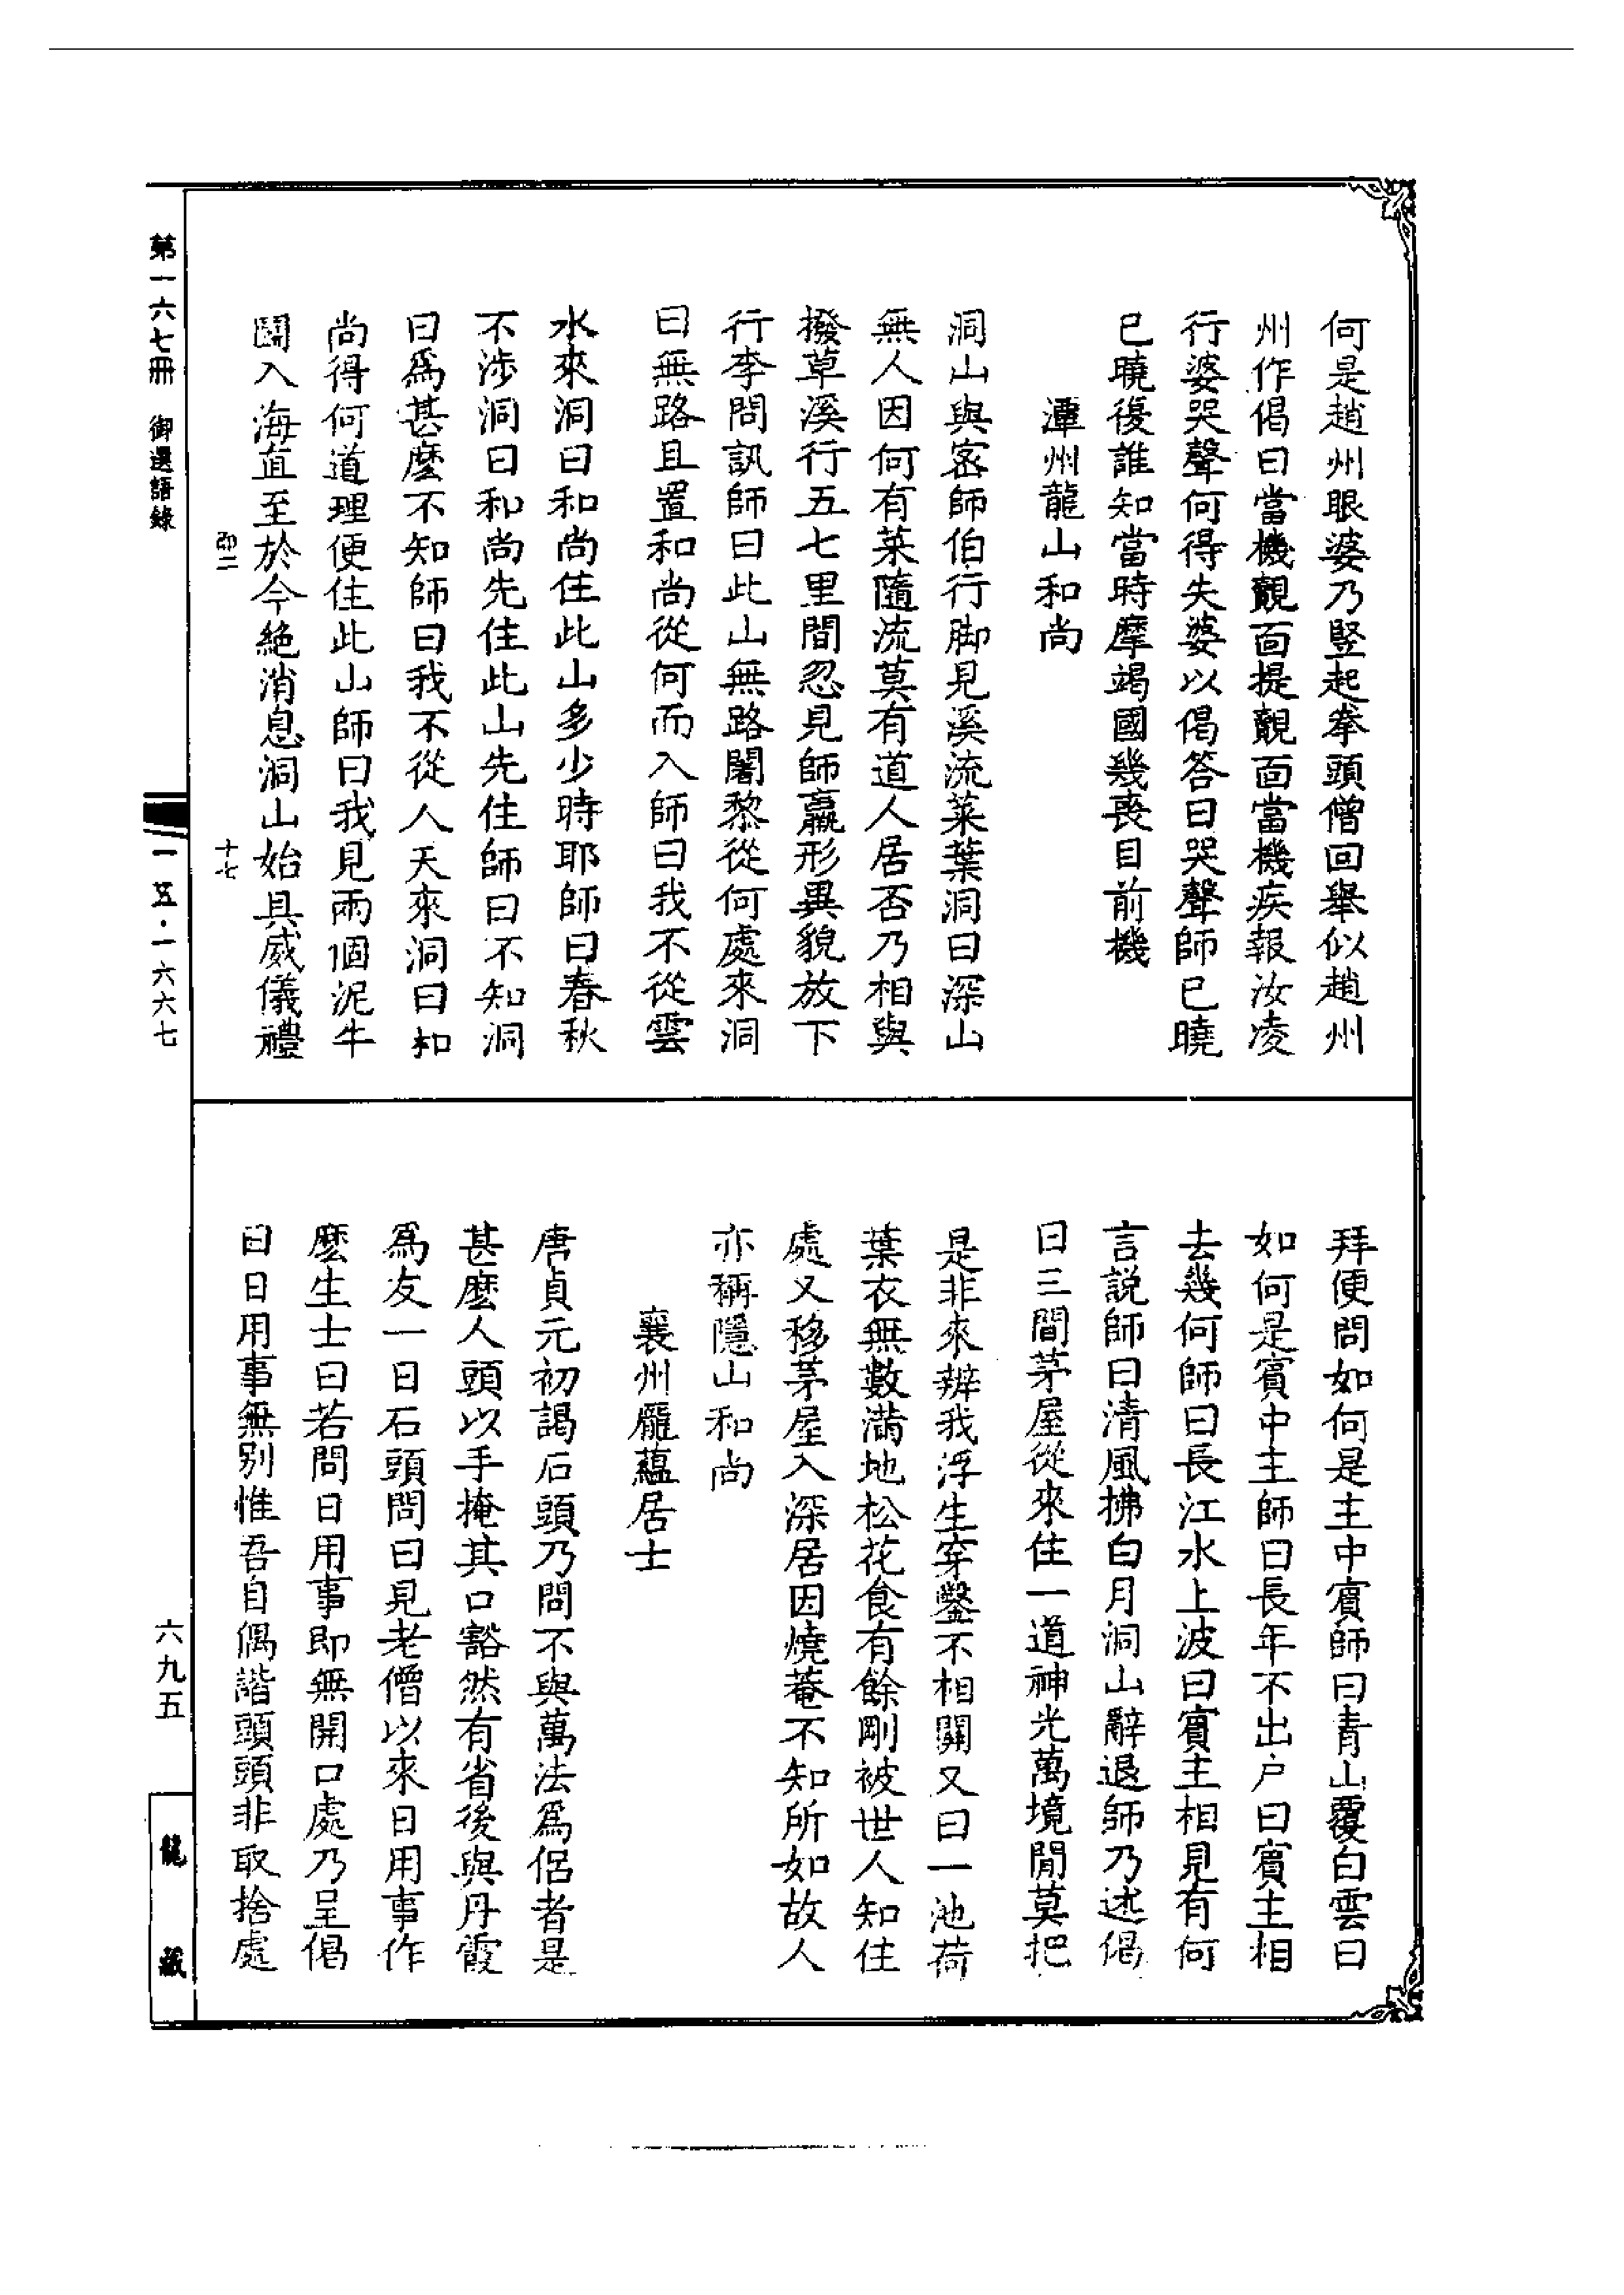 何是趙州眼婆乃竪起拳頭僧回舉似趙州
州作偈曰當機覿面提覿面當機疾報汝凌
行婆哭聲何得失婆以偈答曰哭聲師已曉
已曉復誰知當時摩竭國幾喪目前機
潭州龍山和尚
洞山與密師伯行脚見溪流菜葉洞曰深山
無人因何有菜隨流莫有道人居否乃相與
撥草溪行五七里間忽見師羸形異貌放下
行李問訊師曰此山無路闍黎從何處來洞
曰無路且置和尚從何而入師曰我不從雲
水來洞曰和尚住此山多少時耶師曰春秋
不涉洞曰和尚先住此山先住師曰不知洞
曰爲甚麼不知師曰我不從人天來洞曰和
尚得何道理便住此山師曰我見兩個泥牛
鬬入海直至於今絶消息洞山始具威儀禮
拜便問如何是主中賓師曰青山覆白雲曰
如何是賓中主師曰長年不出户曰賓主相
去幾何師曰長江水上波曰賓主相見有何
言説師曰清風拂白月洞山辭退師乃述偈
曰三間茅屋從來住一道神光萬境閒莫把
是非來辨我浮生穿鑿不相關又曰一池荷
葉衣無數滿地松花食有餘剛被世人知住
處又移茅屋入深居因燒菴不知所如故人
亦稱隱山和尚
襄州龐藴居士
唐貞元初謁石頭乃問不與萬法爲侣者是
甚麼人頭以手掩其口豁然有省後與丹霞
爲友一日石頭問曰見老僧以來日用事作
麼生士曰若問日用事即無開口處乃呈偈
曰日用事無别惟吾自偶諧頭頭非取捨處
第一六七冊 御選語錄
十七
一五·一六六七
六九五
龍藏